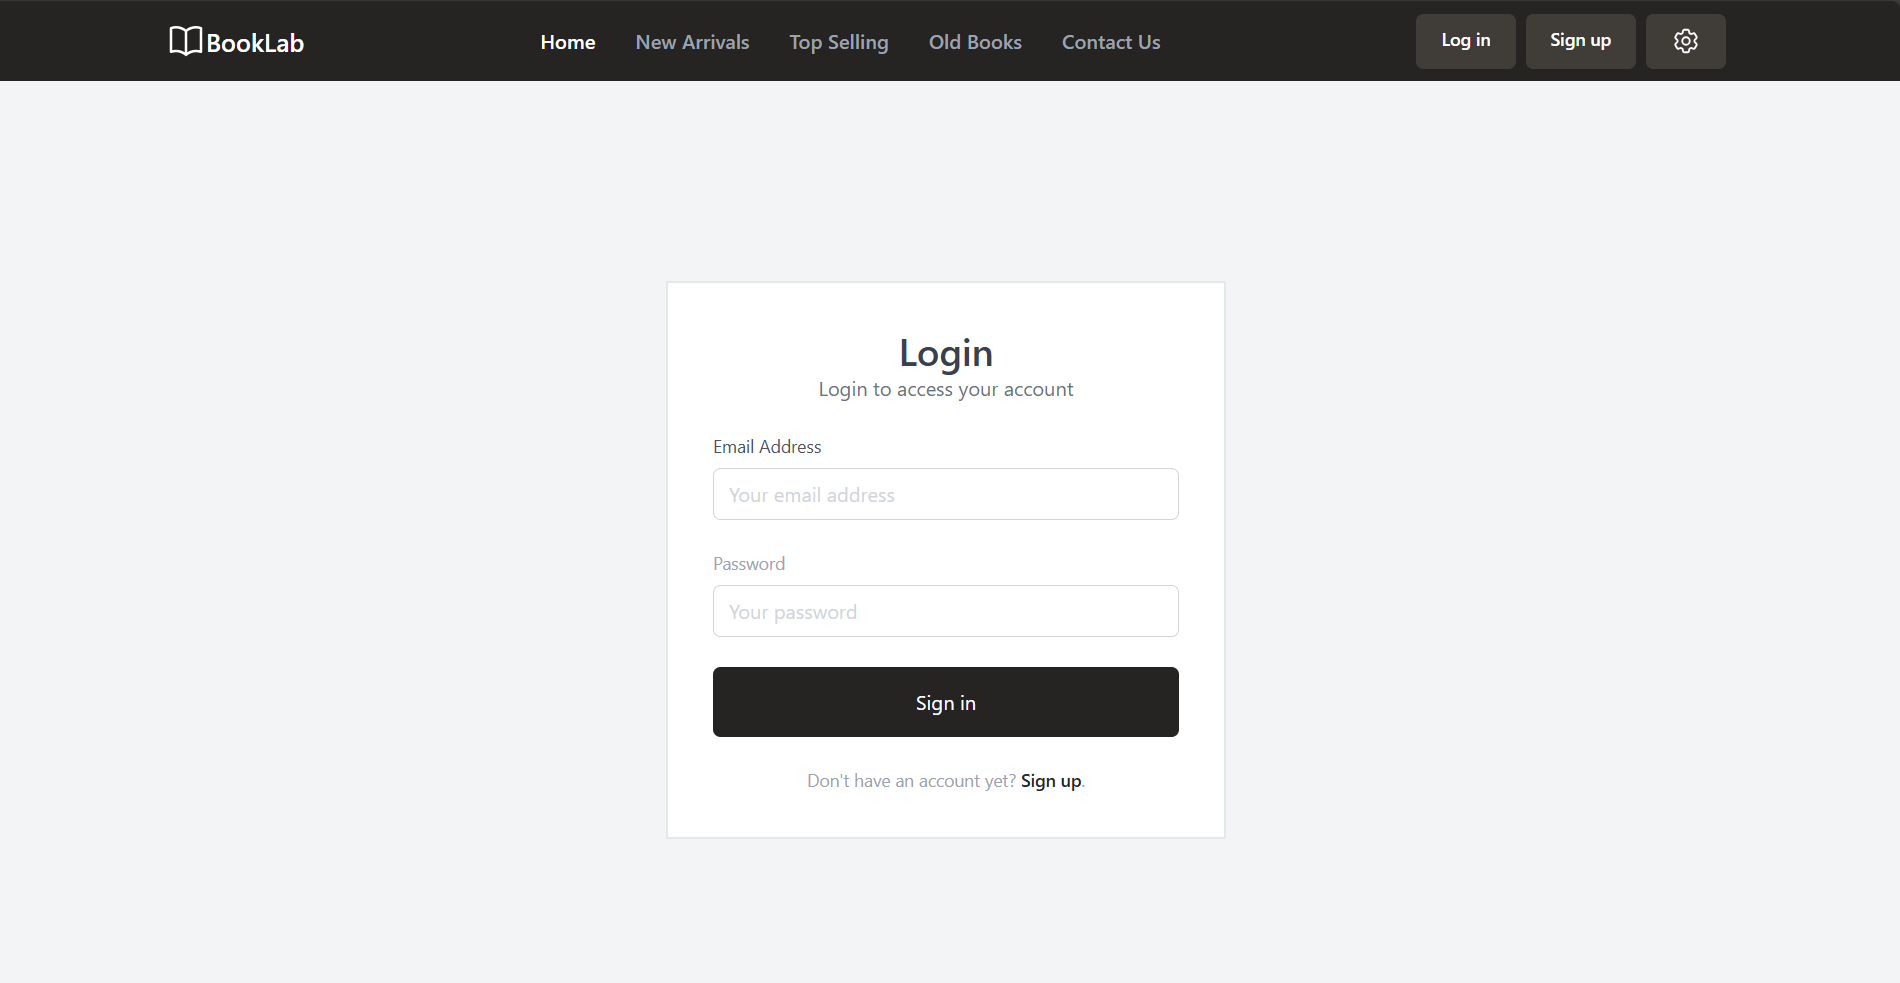 BookLab Home New Arrivals Top Selling Old Books Contact Us Log in Sign up
Login
Login to access your account
Email Address
Your email address
Password
Your password
Sign in
Don't have an account yet? Sign up.